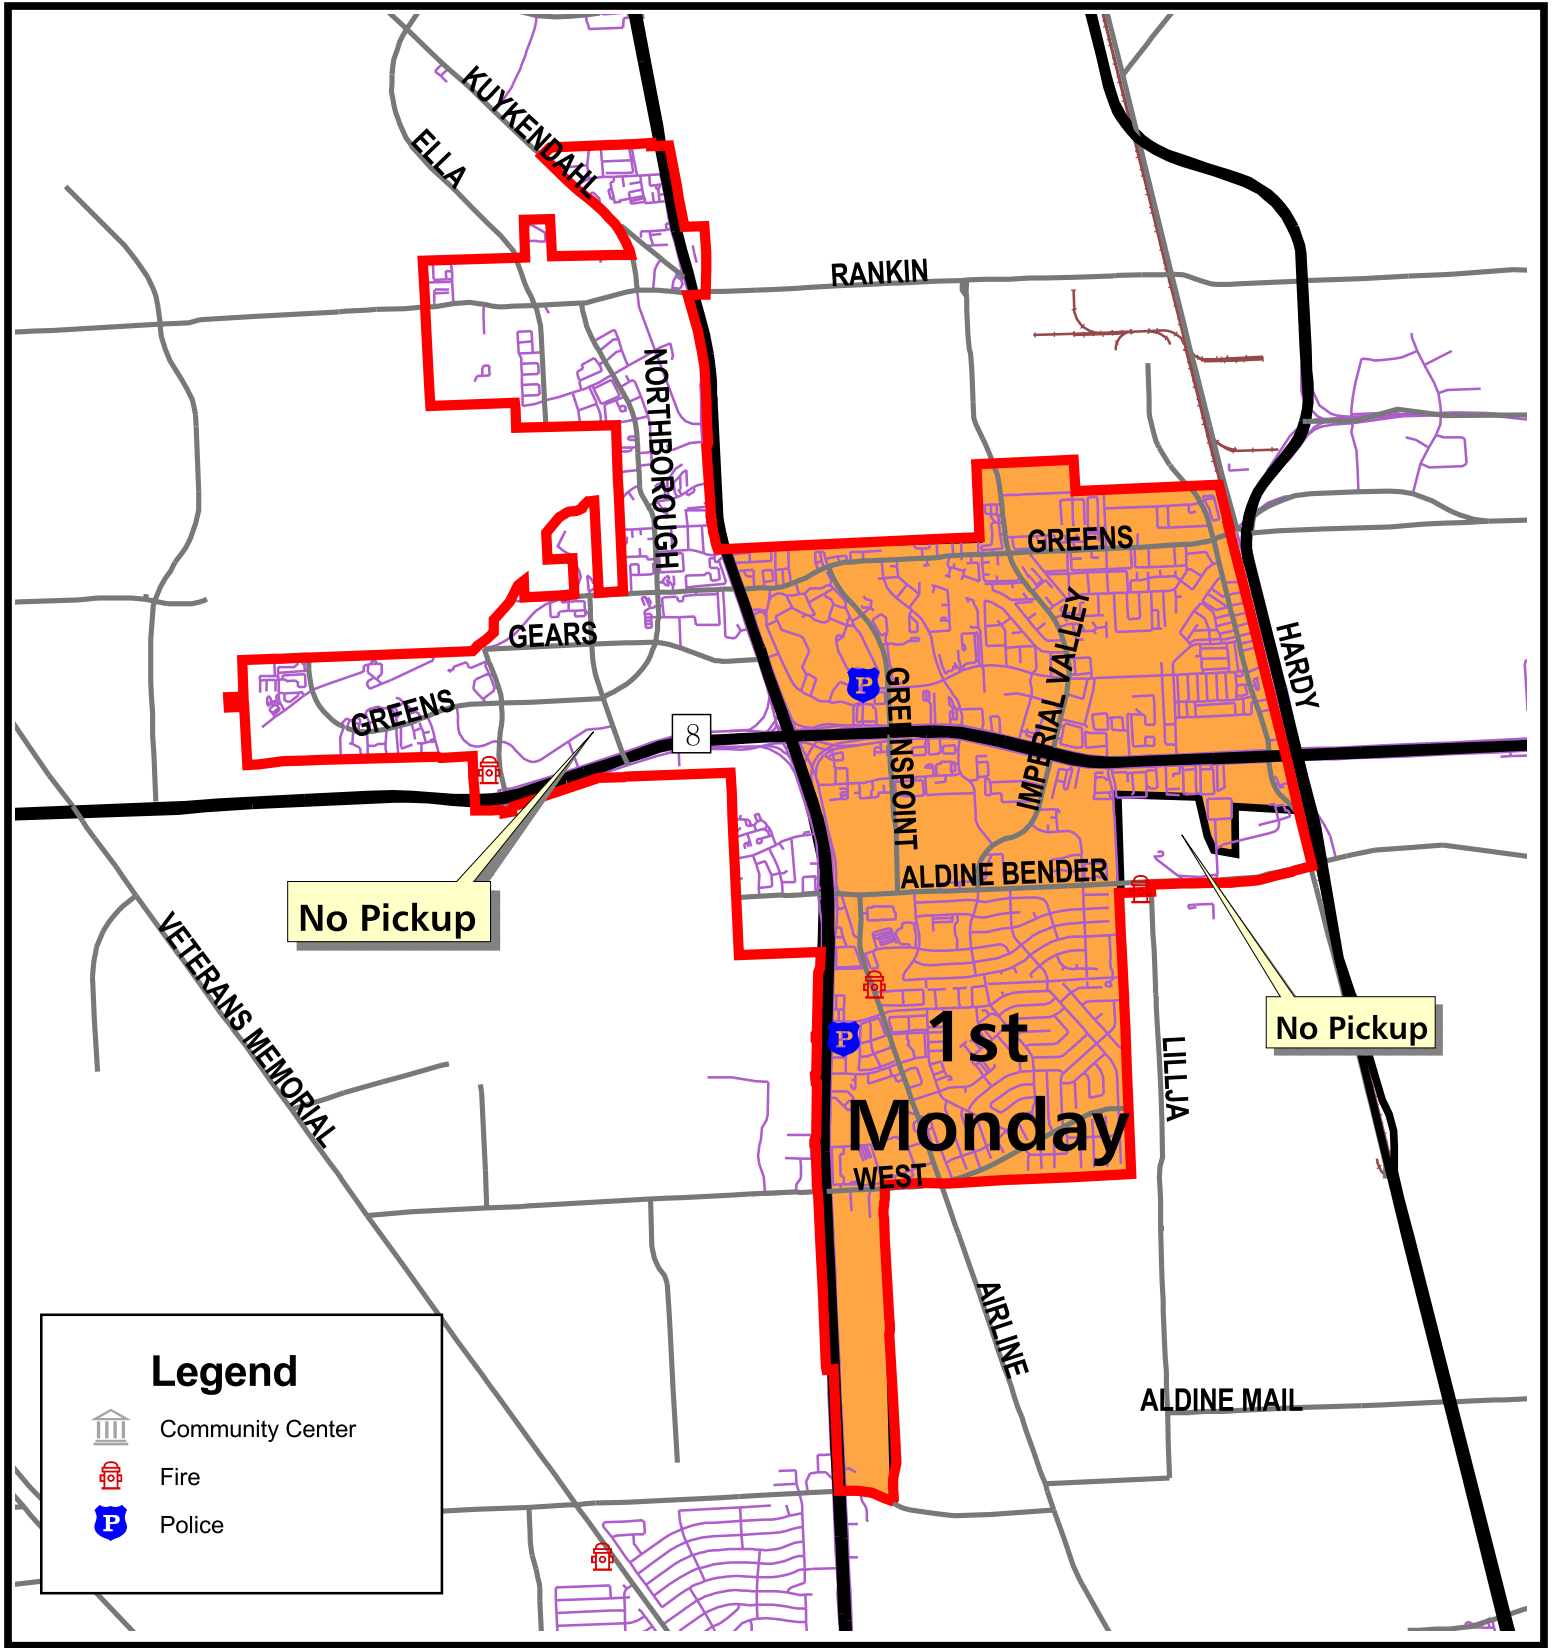 KUYKENDAHL
ELLA
RANKIN
NORTHBOROUGH
GREENS
GEARS
IMPERIAL VALLEY
HARDY
GREENSPOINT
GREENS
8
P
ALDINE BENDER
No Pickup
VETERANS MEMORIAL
No Pickup
1st
P
LILLJA
Monday
WEST
AIRLINE
ALDINE MAIL
Legend
Community Center
Fire
P Police